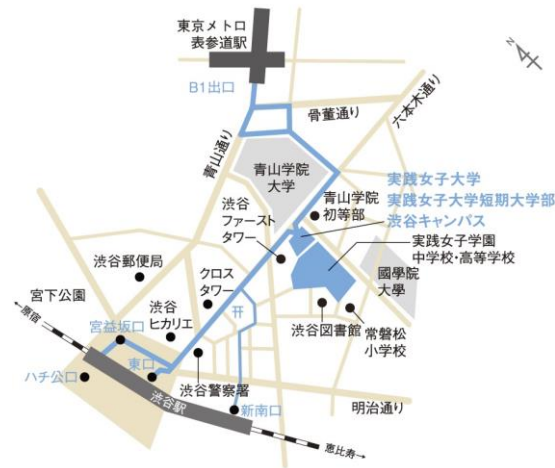 東京メトロ
表参道駅
B1出口
骨董通り
六本木通り
青山通り
青山学院
大学
実践女子大学
実践女子大学短期大学部
渋谷キャンパス
青山学院
初等部
渋谷
ファースト
タワー
実践女子学園
中学校・高等学校
國學院
大學
渋谷郵便局
クロス
タワー
宮下公園
渋谷
ヒカリエ
渋谷図書館
常磐松
小学校
←原宿
宮益坂口
ハチ公口
東口
渋谷警察署
渋谷駅
新南口
明治通り
恵比寿→
N